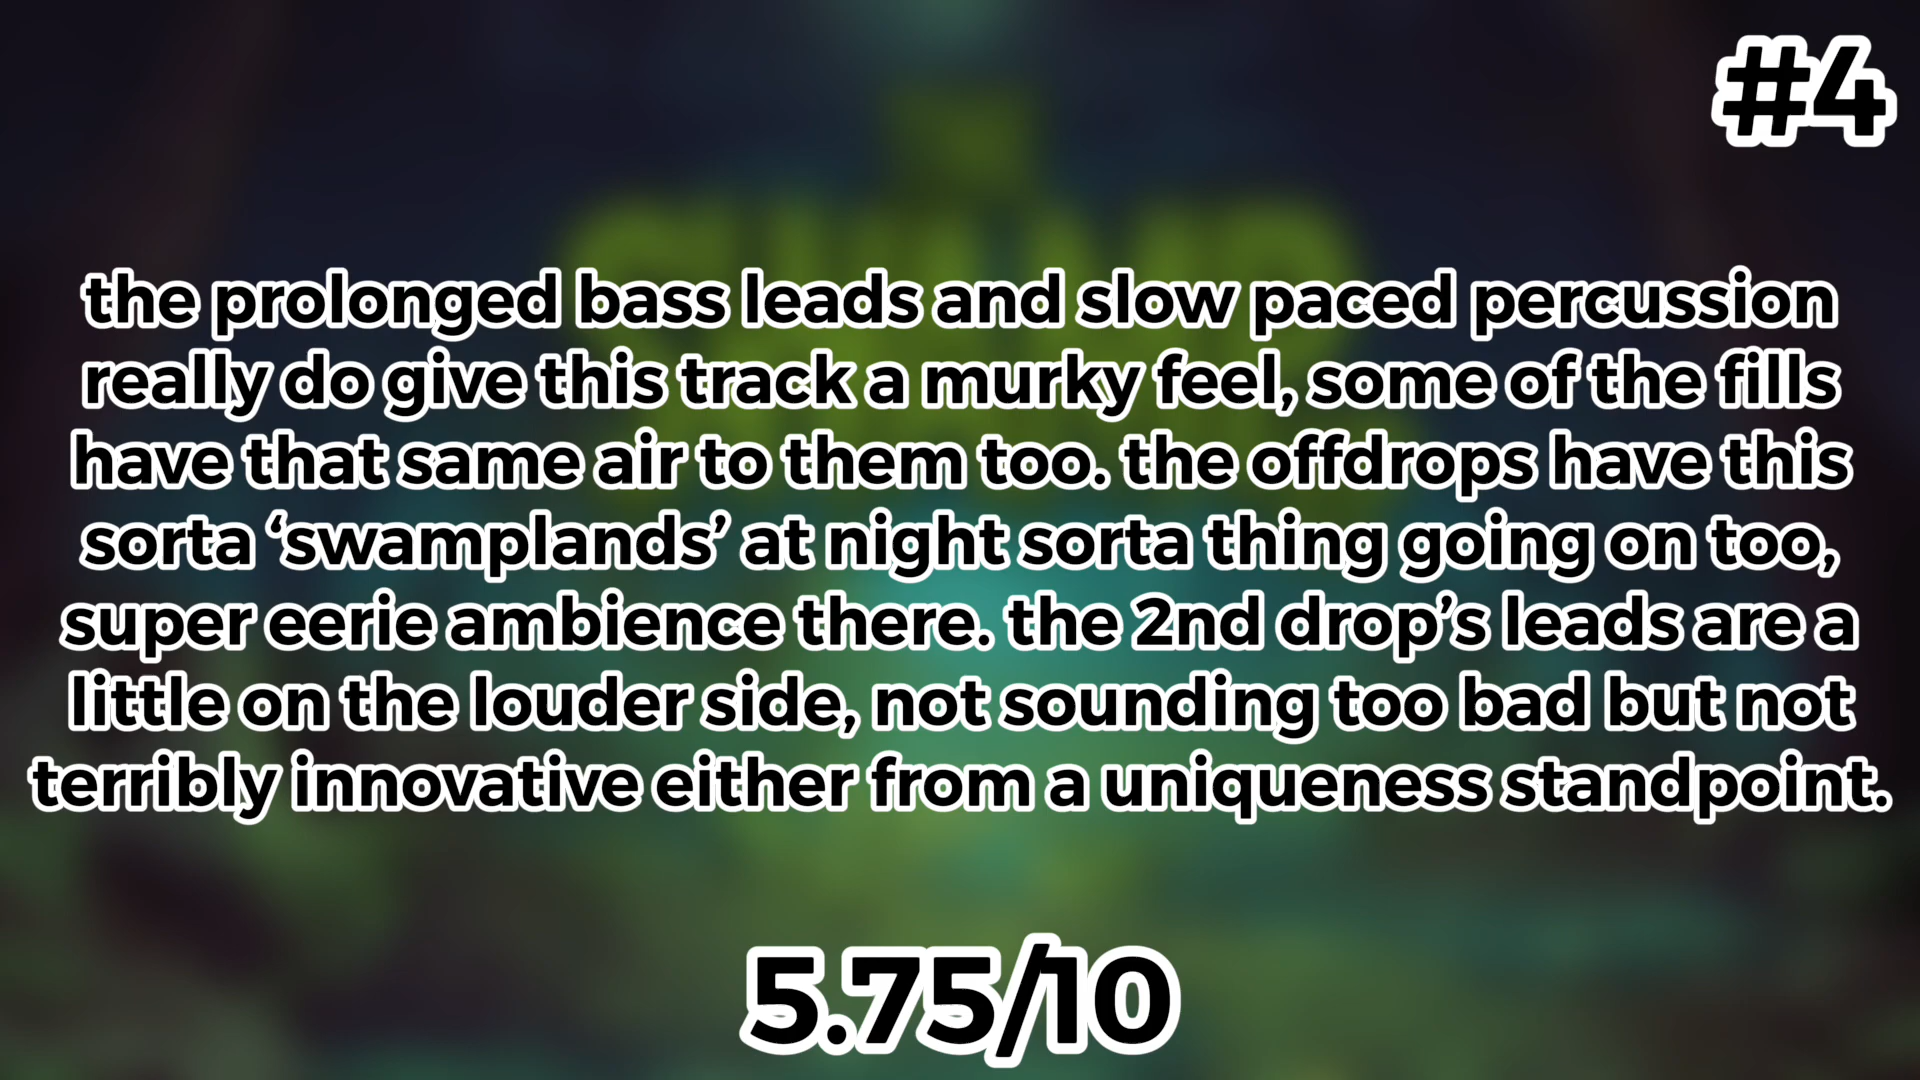 #4
the prolonged bass leads and slow paced percussion
really do give this track a murky feel, some of the fills
have that same air to them too. the offdrops have this
sorta ‘swamplands’ at night sorta thing going on too,
super eerie ambience there. the 2nd drop’s leads are a
little on the louder side, not sounding too bad but not
terribly innovative either from a uniqueness standpoint.
5.75/10